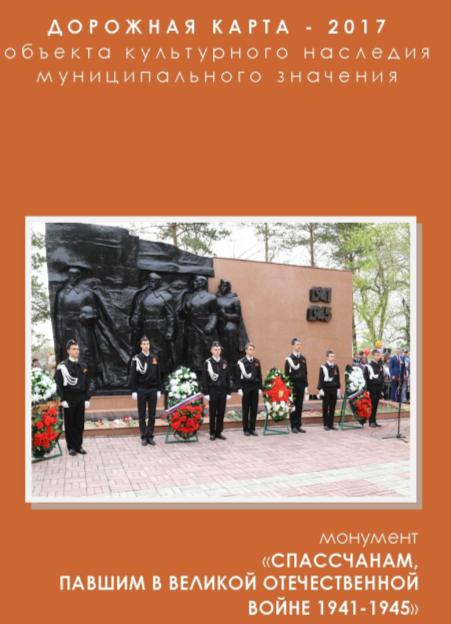 ДОРОЖНАЯ КАРТА - 2017
объекта культурного наследия
муниципального значения
1941
1945
монумент
«СПАССЧАНАМ,
ПАВШИМ В ВЕЛИКОЙ ОТЕЧЕСТВЕННОЙ
ВОЙНЕ 1941-1945»